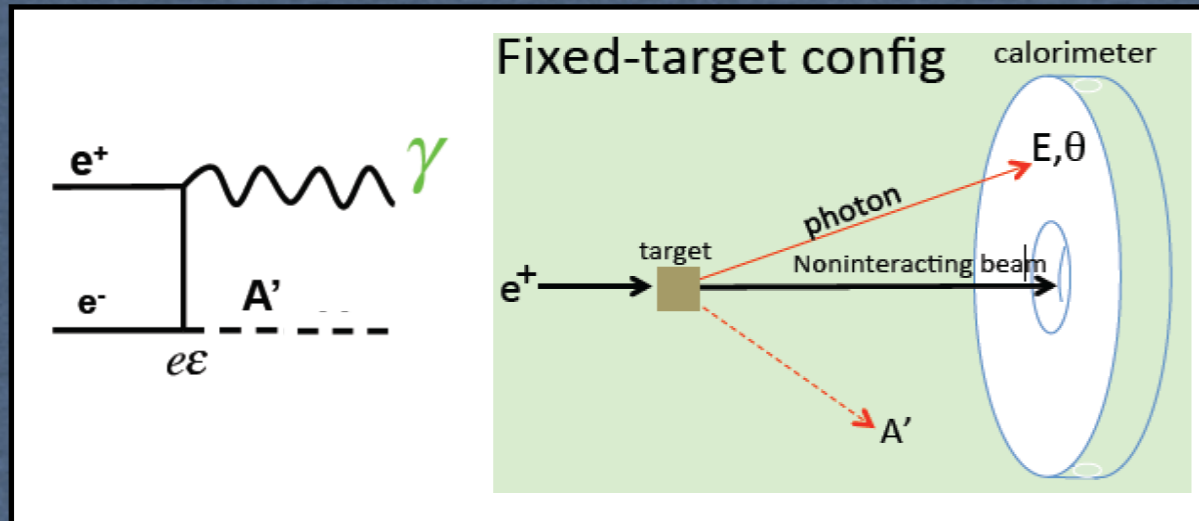 e⁺
γ
e⁻
A'
eε
Fixed-target config
calorimeter
E,θ
photon
target
Noninteracting beam
e⁺
A'